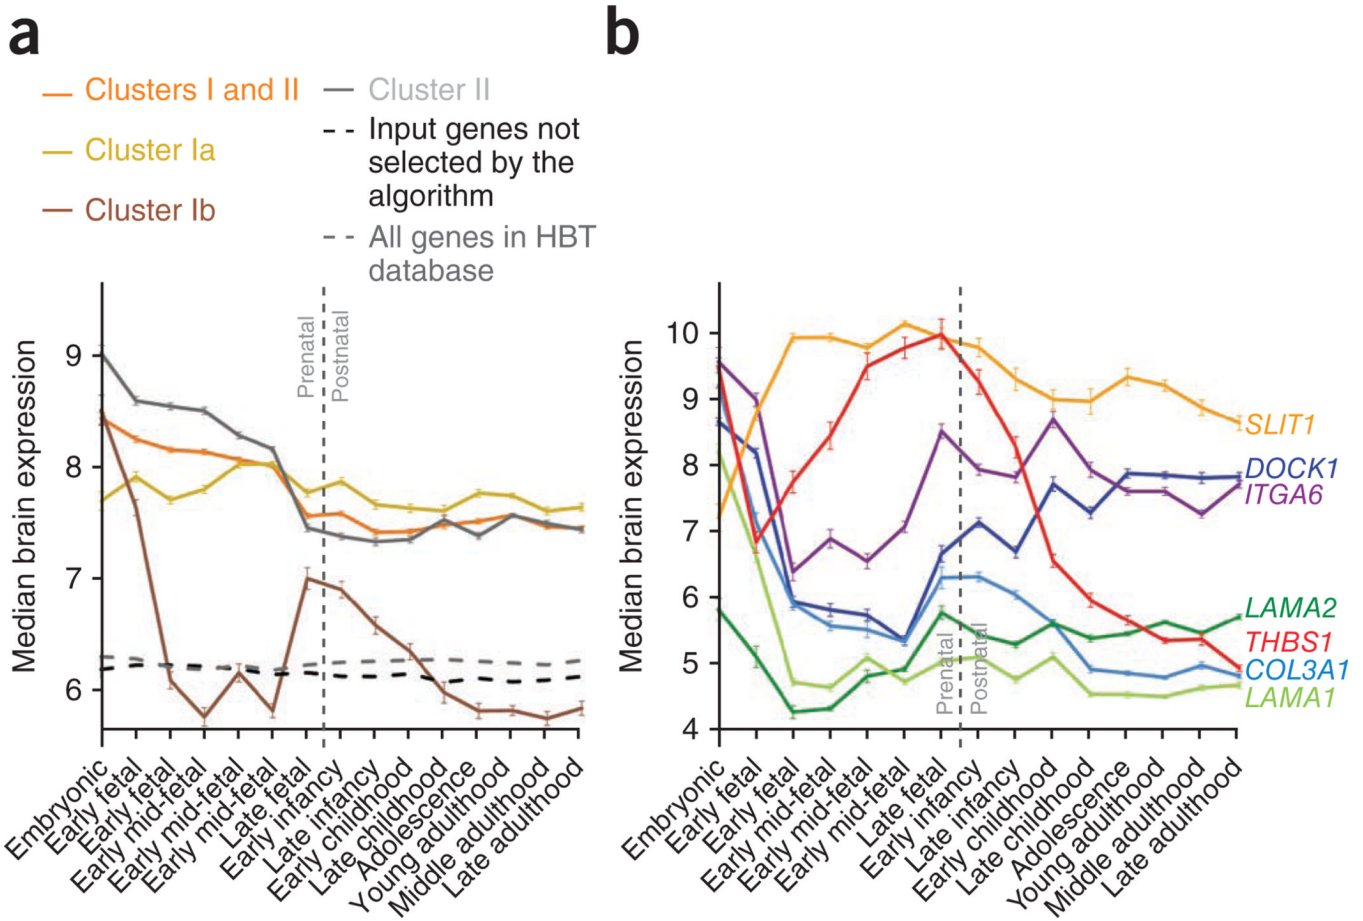 a
Clusters I and II
Cluster Ia
Cluster Ib
Cluster II
Input genes not
selected by the
algorithm
All genes in HBT
database
Median brain expression
9
8
7
6
Prenatal
Postnatal
Embryonic
Early fetal
Early fetal
Early mid-fetal
Early mid-fetal
Early mid-fetal
Late fetal
Early infancy
Late infancy
Early childhood
Late childhood
Adolescence
Young adulthood
Middle adulthood
Late adulthood
b
Median brain expression
10
9
8
7
6
5
4
Prenatal
Postnatal
SLIT1
DOCK1
ITGA6
LAMA2
THBS1
COL3A1
LAMA1
Embryonic
Early fetal
Early fetal
Early mid-fetal
Early mid-fetal
Early mid-fetal
Late fetal
Early infancy
Late infancy
Early childhood
Late childhood
Adolescence
Young adulthood
Middle adulthood
Late adulthood